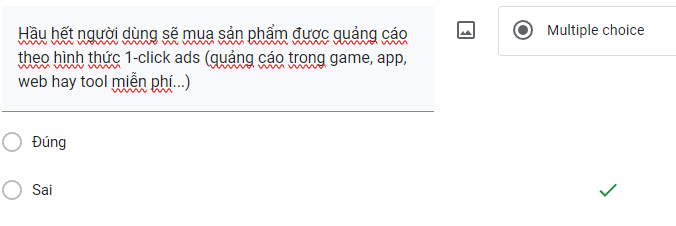 Hầu hết người dùng sẽ mua sản phẩm được quảng cáo
theo hình thức 1-click ads (quảng cáo trong game, app,
web hay tool miễn phí...)
Multiple choice
Đúng
Sai